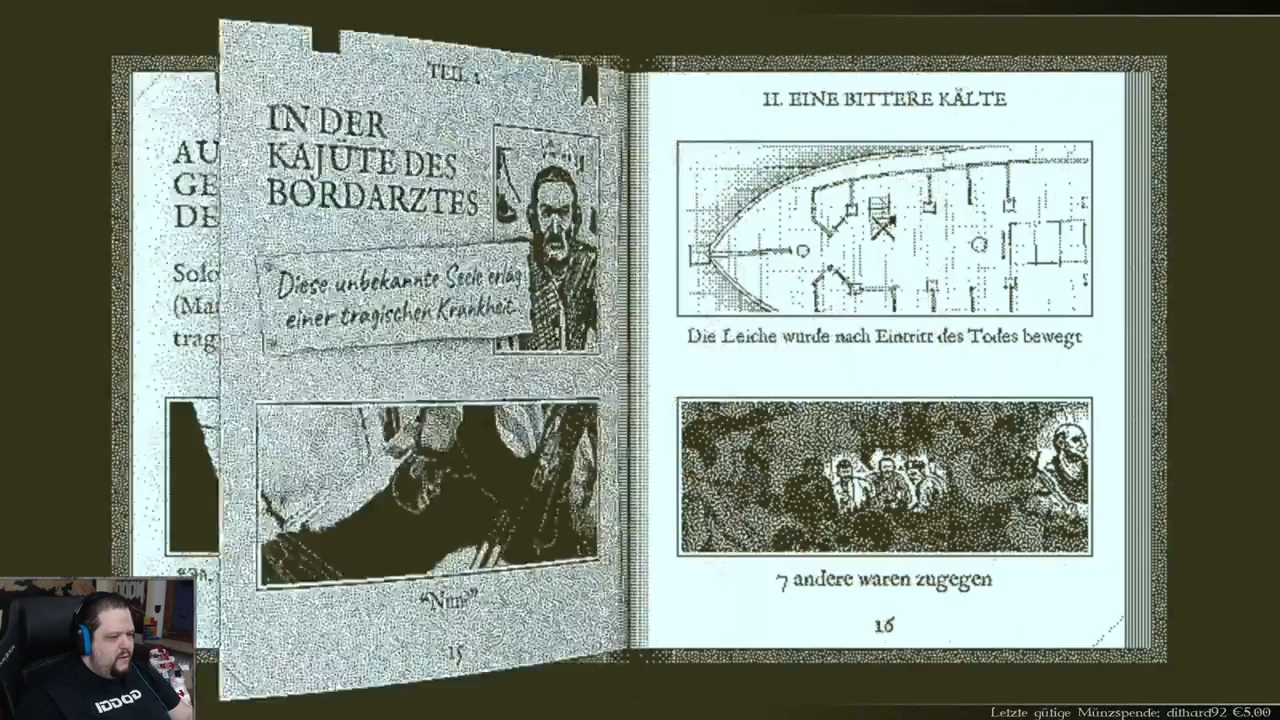 AU
GE
DE
Solo
(Ma
trag
TEIL 1
IN DER
KAJÜTE DES
BORDARZTES
Diese unbekannte Seele erlag
einer tragischen Krankheit.
15
II. EINE BITTERE KÄLTE
Die Leiche wurde nach Eintritt des Todes bewegt
7 andere waren zugegen
16
IDDQD
Letzte gütige Münzspende: dithard92 €5,00